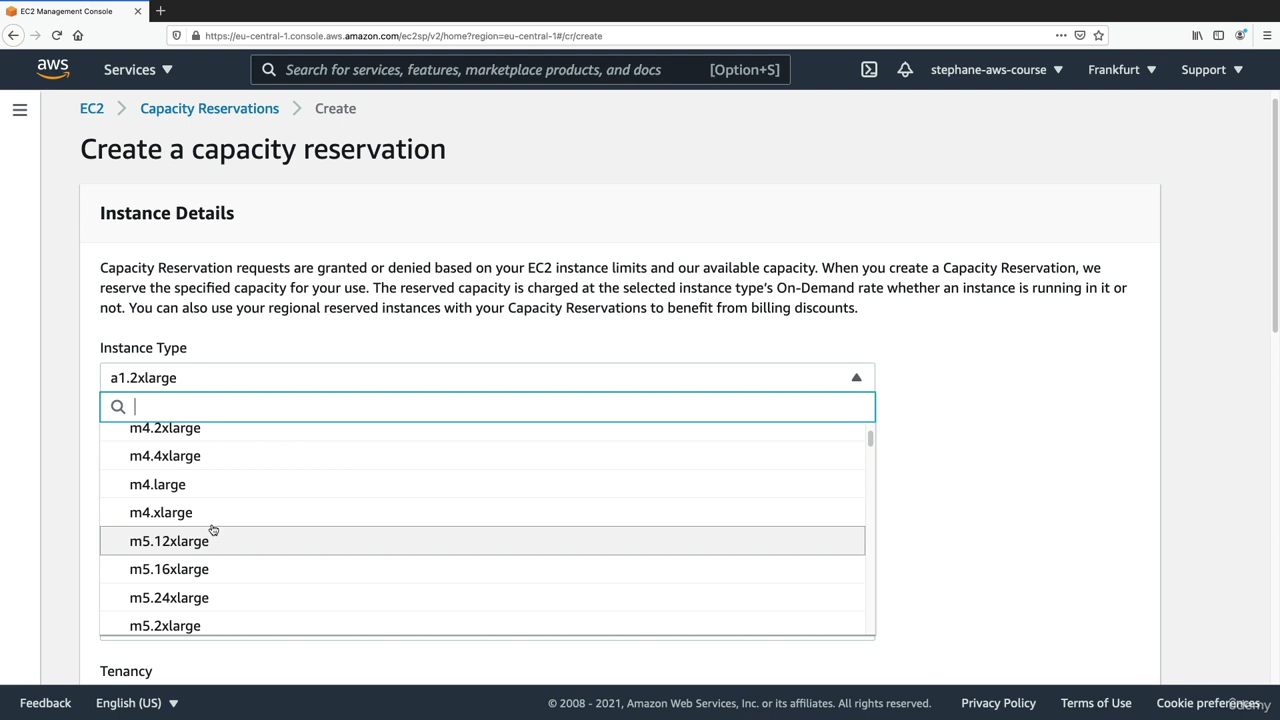 EC2 Management Console
https://eu-central-1.console.aws.amazon.com/ec2sp/v2/home?region=eu-central-1#/cr/create
aws
Services
Search for services, features, marketplace products, and docs [Option+S]
stephane-aws-course
Frankfurt
Support
EC2 > Capacity Reservations > Create
Create a capacity reservation
Instance Details
Capacity Reservation requests are granted or denied based on your EC2 instance limits and our available capacity. When you create a Capacity Reservation, we
reserve the specified capacity for your use. The reserved capacity is charged at the selected instance type's On-Demand rate whether an instance is running in it or
not. You can also use your regional reserved instances with your Capacity Reservations to benefit from billing discounts.
Instance Type
a1.2xlarge
m4.2xlarge
m4.4xlarge
m4.large
m4.xlarge
m5.12xlarge
m5.16xlarge
m5.24xlarge
m5.2xlarge
Tenancy
Feedback
English (US)
© 2008 - 2021, Amazon Web Services, Inc. or its affiliates. All rights reserved.
Privacy Policy
Terms of Use
Cookie preferences
Udemy